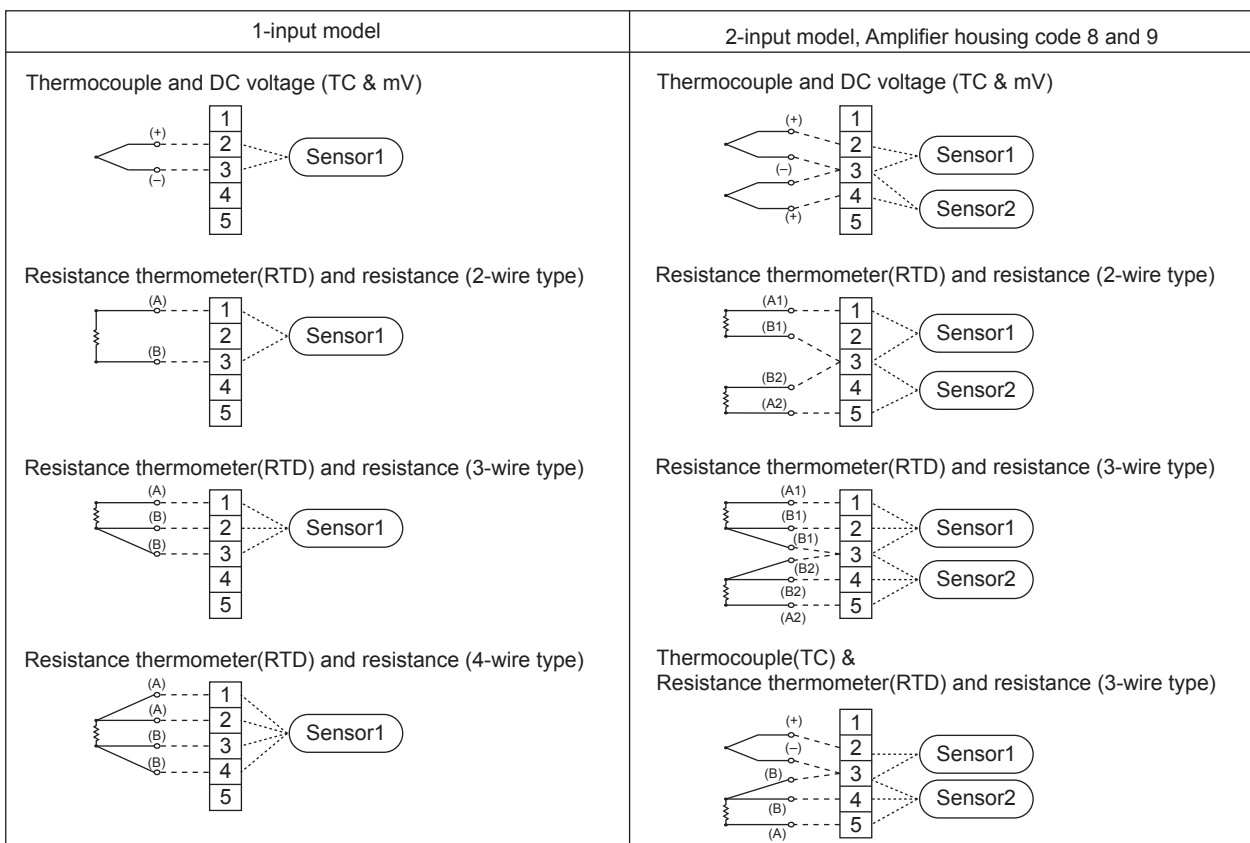 1-input model
2-input model, Amplifier housing code 8 and 9
Thermocouple and DC voltage (TC & mV)
(+)
(–)
1
2
3
4
5
Sensor1
Resistance thermometer(RTD) and resistance (2-wire type)
(A)
(B)
1
2
3
4
5
Sensor1
Resistance thermometer(RTD) and resistance (3-wire type)
(A)
(B)
(B)
1
2
3
4
5
Sensor1
Resistance thermometer(RTD) and resistance (4-wire type)
(A)
(A)
(B)
(B)
1
2
3
4
5
Sensor1
Thermocouple and DC voltage (TC & mV)
(+)
(–)
(+)
1
2
3
4
5
Sensor1
Sensor2
Resistance thermometer(RTD) and resistance (2-wire type)
(A1)
(B1)
(B2)
(A2)
1
2
3
4
5
Sensor1
Sensor2
Resistance thermometer(RTD) and resistance (3-wire type)
(A1)
(B1)
(B1)
(B2)
(B2)
(A2)
1
2
3
4
5
Sensor1
Sensor2
Thermocouple(TC) &
Resistance thermometer(RTD) and resistance (3-wire type)
(+)
(–)
(B)
(B)
(A)
1
2
3
4
5
Sensor1
Sensor2